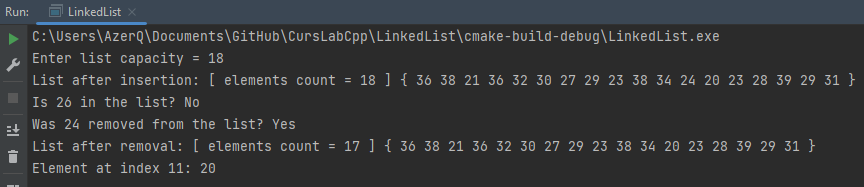 Run: LinkedList ×
C:\Users\AzerQ\Documents\GitHub\CursLabCpp\LinkedList\cmake-build-debug\LinkedList.exe
Enter list capacity = 18
List after insertion: [ elements count = 18 ] { 36 38 21 36 32 30 27 29 23 38 34 24 20 23 28 39 29 31 }
Is 26 in the list? No
Was 24 removed from the list? Yes
List after removal: [ elements count = 17 ] { 36 38 21 36 32 30 27 29 23 38 34 20 23 28 39 29 31 }
Element at index 11: 20